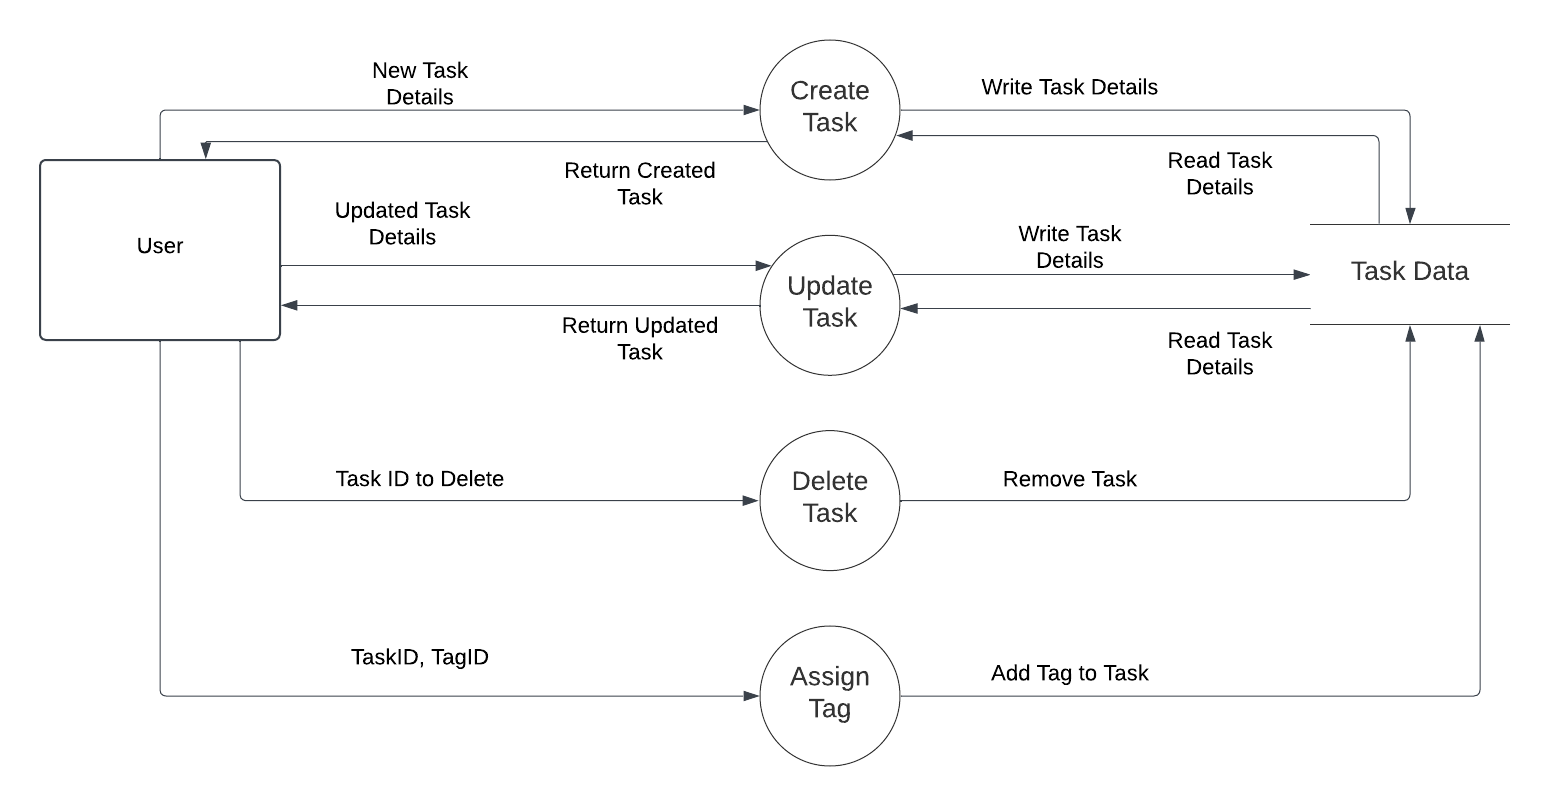 New Task
Details
Create
Task
Write Task Details
Return Created
Task
Read Task
Details
User
Updated Task
Details
Update
Task
Write Task
Details
Task Data
Return Updated
Task
Read Task
Details
Task ID to Delete
Delete
Task
Remove Task
TaskID, TagID
Assign
Tag
Add Tag to Task